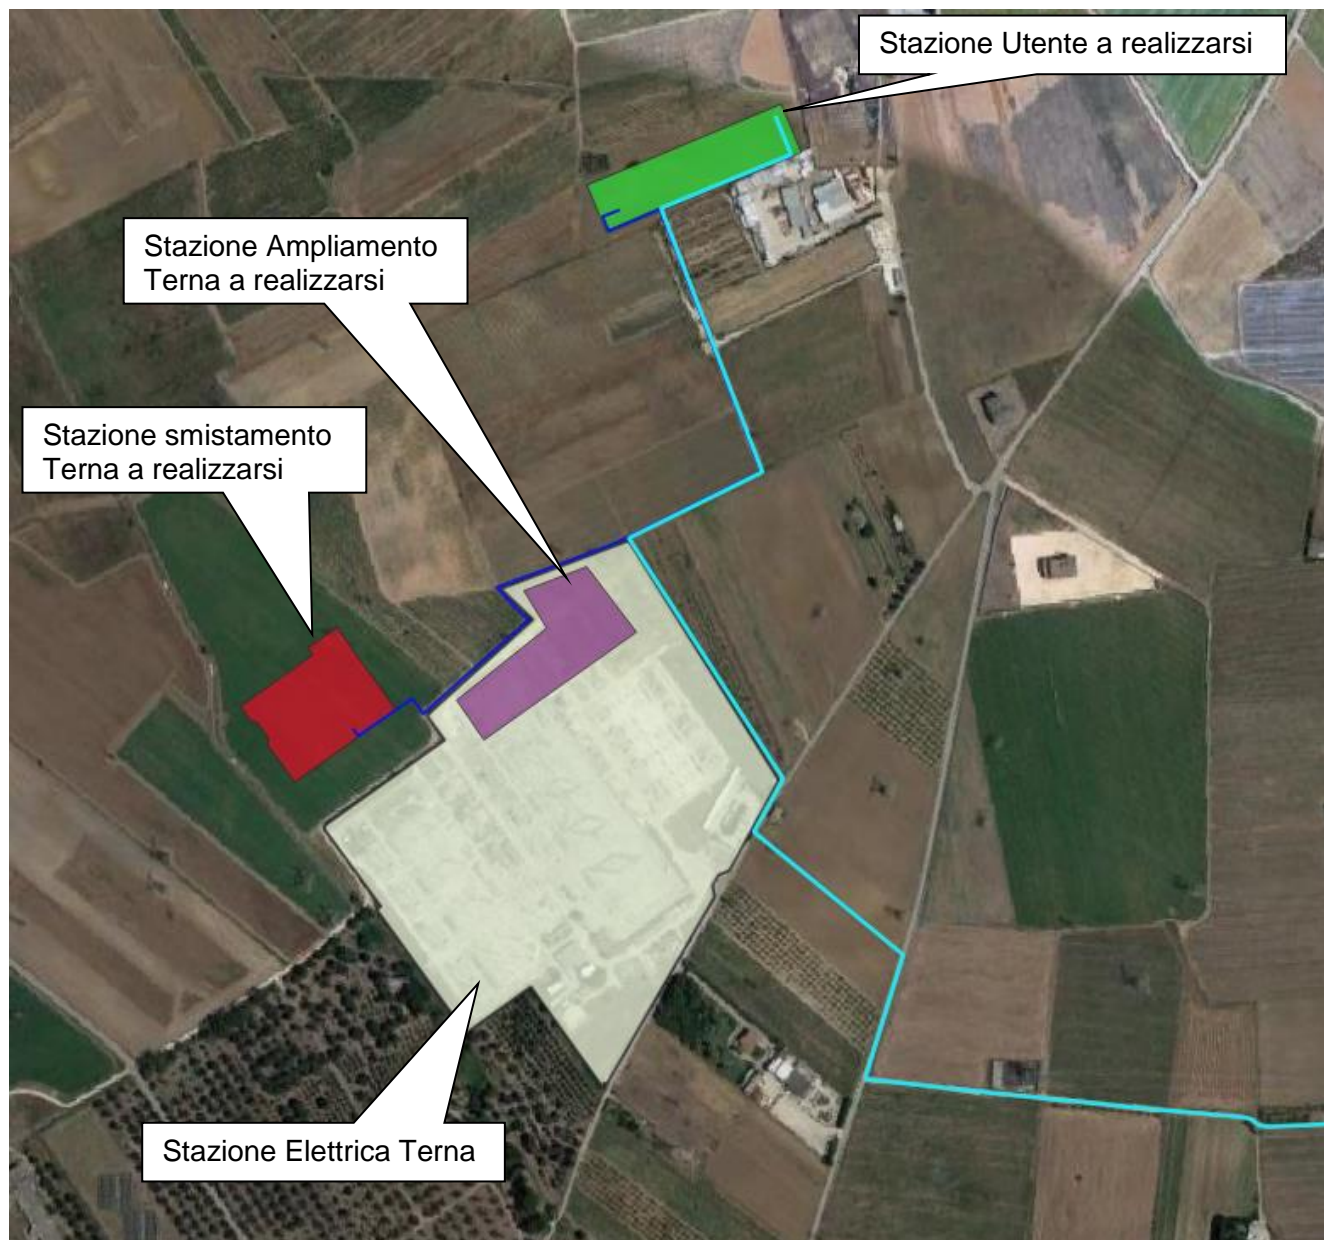 Stazione Utente a realizzarsi
Stazione Ampliamento
Terna a realizzarsi
Stazione smistamento
Terna a realizzarsi
Stazione Elettrica Terna